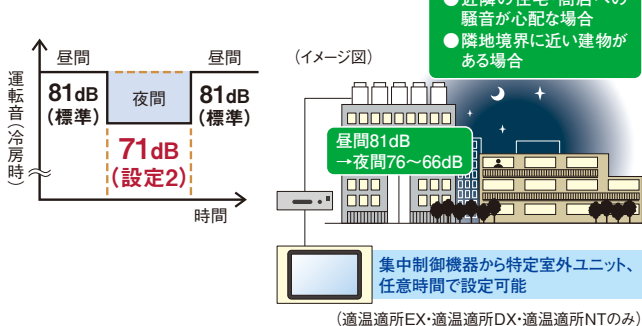 ●近隣の住宅・商店への
騒音が心配な場合
●隣地境界に近い建物が
ある場合
運転音(冷房時)
昼間
昼間
81dB
(標準)
夜間
81dB
(標準)
71dB
(設定2)
時間
(イメージ図)
昼間81dB
→夜間76〜66dB
集中制御機器から特定室外ユニット、
任意時間で設定可能
(適温適所EX・適温適所DX・適温適所NTのみ)